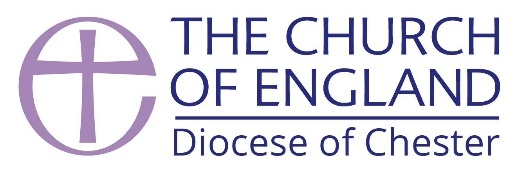 THE CHURCH
OF ENGLAND
Diocese of Chester